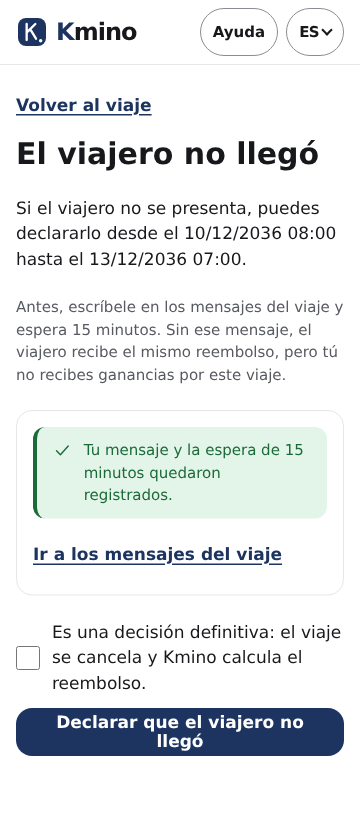 K. Kmino
Ayuda
ES
Volver al viaje
El viajero no llegó
Si el viajero no se presenta, puedes
declararlo desde el 10/12/2036 08:00
hasta el 13/12/2036 07:00.
Antes, escríbele en los mensajes del viaje y
espera 15 minutos. Sin ese mensaje, el
viajero recibe el mismo reembolso, pero tú
no recibes ganancias por este viaje.
Tu mensaje y la espera de 15
minutos quedaron
registrados.
Ir a los mensajes del viaje
Es una decisión definitiva: el viaje
se cancela y Kmino calcula el
reembolso.
Declarar que el viajero no
llegó